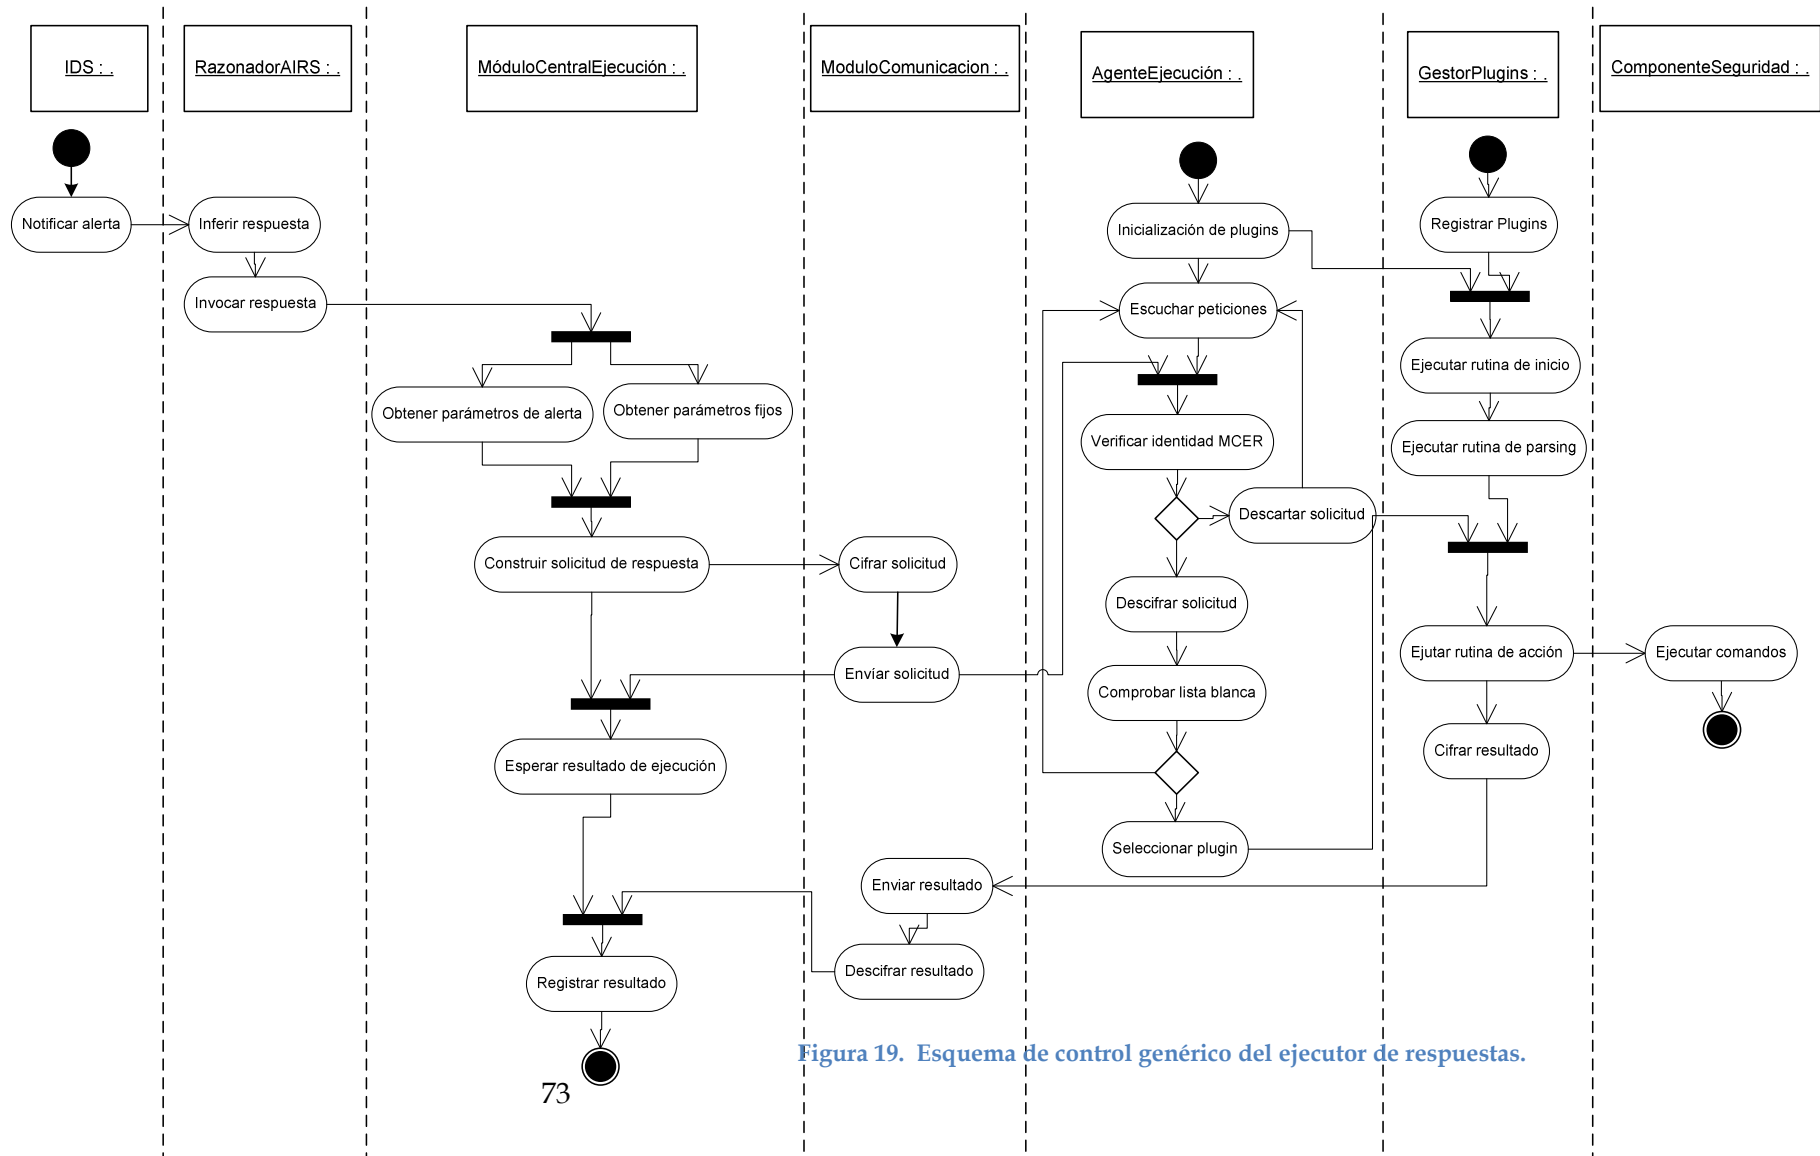 IDS : .
RazonadorAIRS : .
MóduloCentralEjecución : .
ModuloComunicacion : .
AgenteEjecución : .
GestorPlugins : .
ComponenteSeguridad : .
Notificar alerta
Inferir respuesta
Inicialización de plugins
Registrar Plugins
Invocar respuesta
Escuchar peticiones
Ejecutar rutina de inicio
Obtener parámetros de alerta
Obtener parámetros fijos
Verificar identidad MCER
Ejecutar rutina de parsing
Descartar solicitud
Construir solicitud de respuesta
Cifrar solicitud
Descifrar solicitud
Envíar solicitud
Comprobar lista blanca
Ejutar rutina de acción
Ejecutar comandos
Esperar resultado de ejecución
Cifrar resultado
Seleccionar plugin
Enviar resultado
Descifrar resultado
Registrar resultado
Figura 19. Esquema de control genérico del ejecutor de respuestas.
73